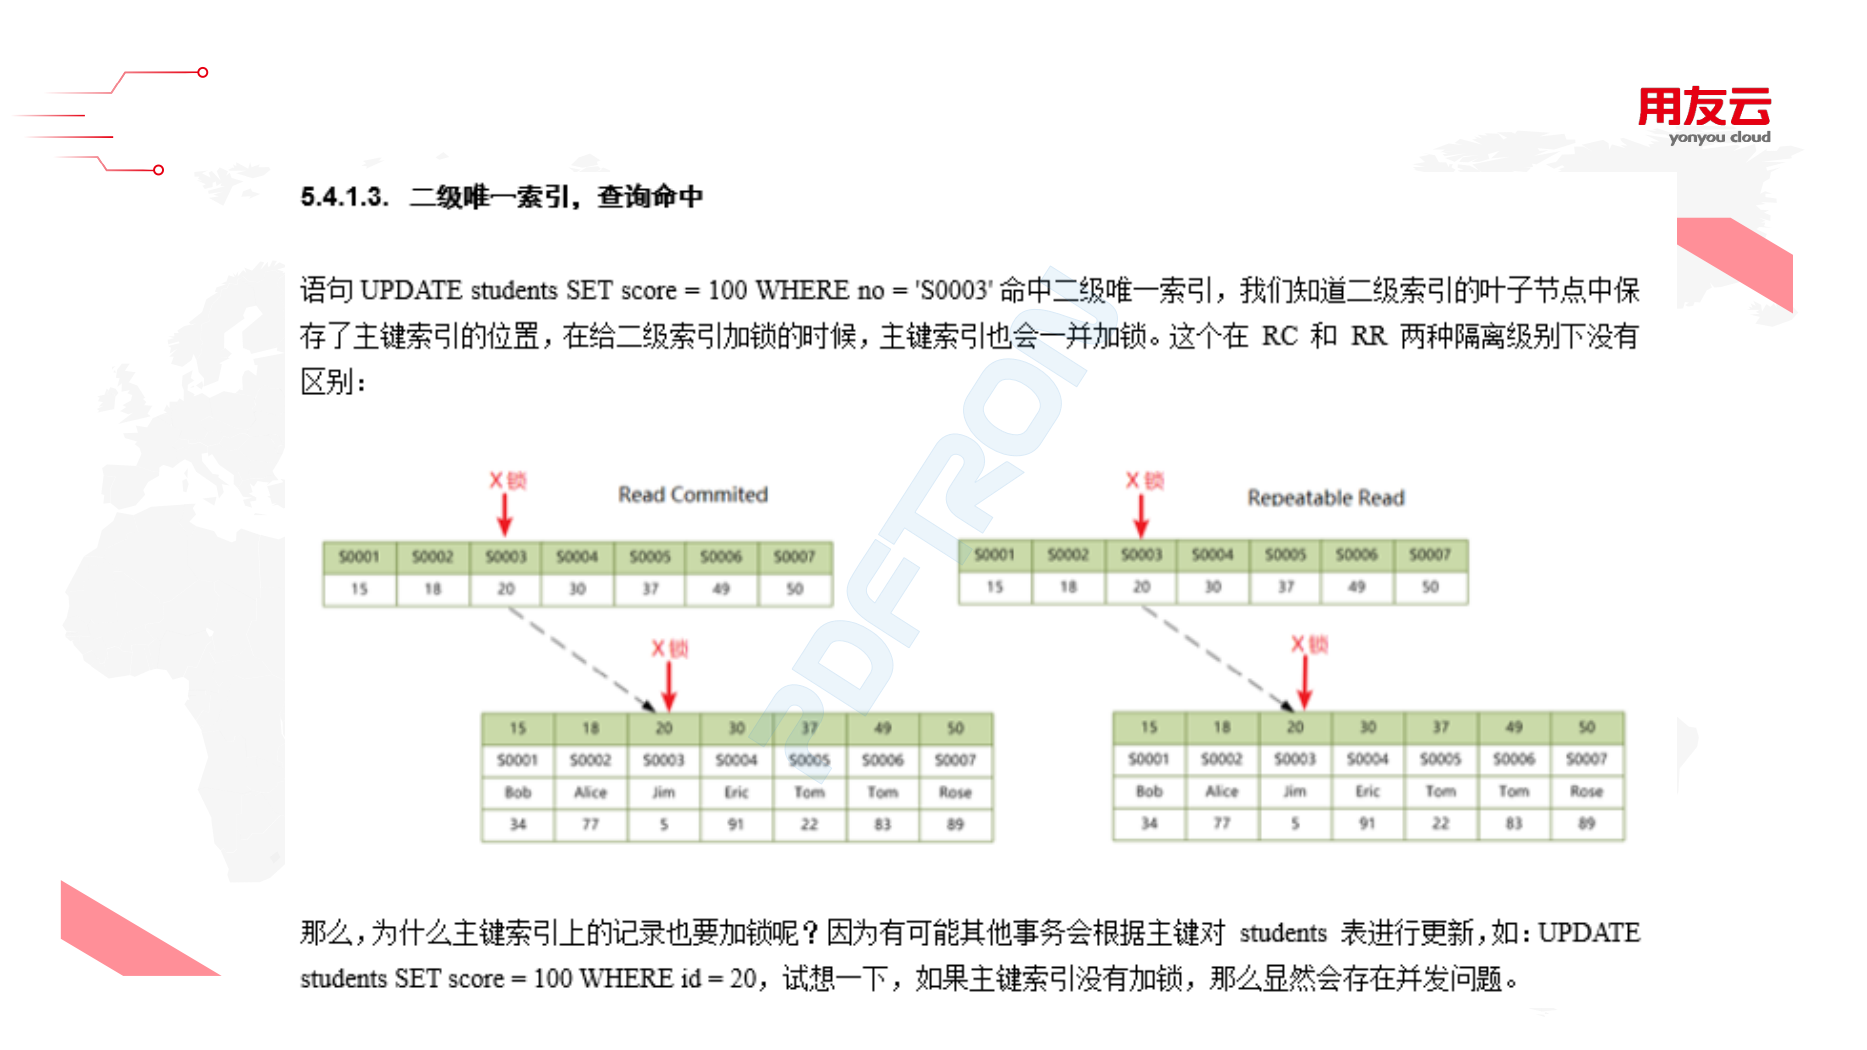 用友云
yonyou cloud
5.4.1.3. 二级唯一索引，查询命中
语句 UPDATE students SET score = 100 WHERE no = 'S0003' 命中二级唯一索引，我们知道二级索引的叶子节点中保
存了主键索引的位置，在给二级索引加锁的时候，主键索引也会一并加锁。这个在 RC 和 RR 两种隔离级别下没有
区别：
X 锁 Read Commited
S0001 S0002 S0003 S0004 S0005 S0006 S0007
15 18 20 30 37 49 50
X 锁
15 18 20 30 37 49 50
S0001 S0002 S0003 S0004 S0005 S0006 S0007
Bob Alice Jim Eric Tom Tom Rose
34 77 5 91 22 83 89
X 锁 Repeatable Read
S0001 S0002 S0003 S0004 S0005 S0006 S0007
15 18 20 30 37 49 50
X 锁
15 18 20 30 37 49 50
S0001 S0002 S0003 S0004 S0005 S0006 S0007
Bob Alice Jim Eric Tom Tom Rose
34 77 5 91 22 83 89
PDFTRON
那么，为什么主键索引上的记录也要加锁呢？因为有可能其他事务会根据主键对 students 表进行更新，如：UPDATE
students SET score = 100 WHERE id = 20，试想一下，如果主键索引没有加锁，那么显然会存在并发问题。